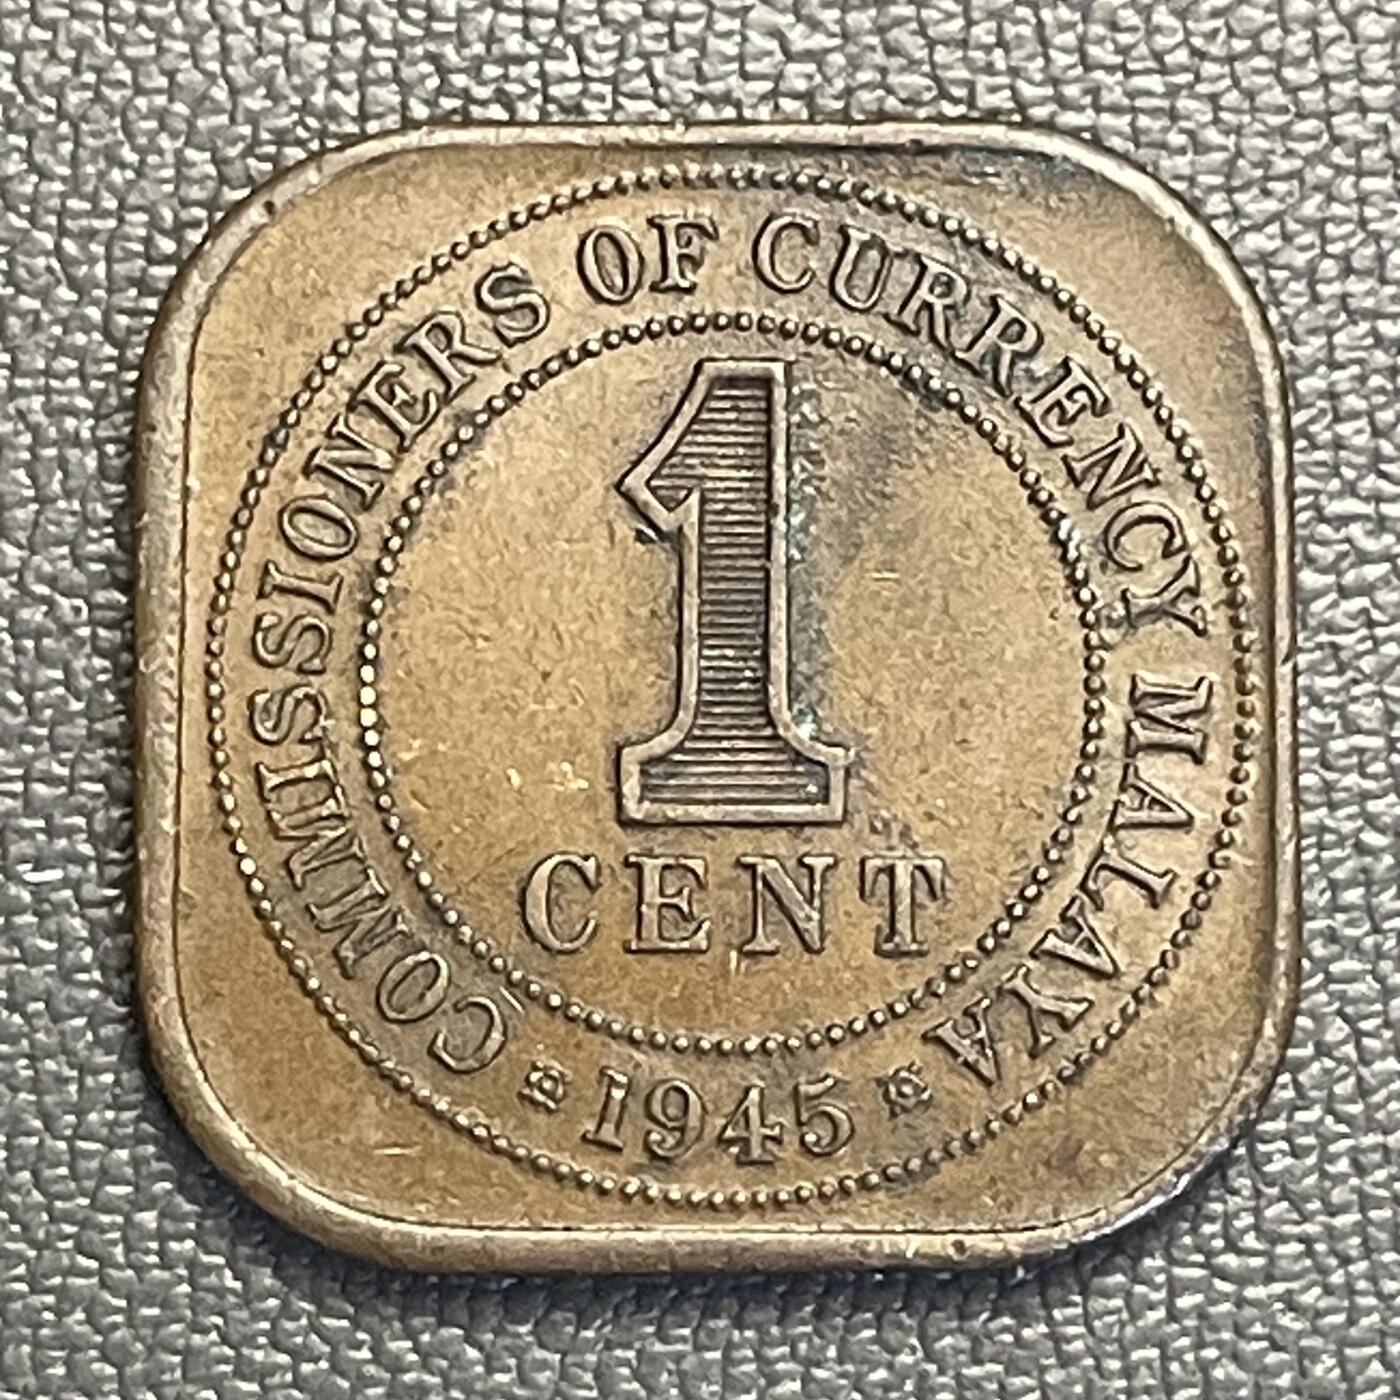 COMMISSIONERS OF CURRENCY MALAYA
1
CENT
1945